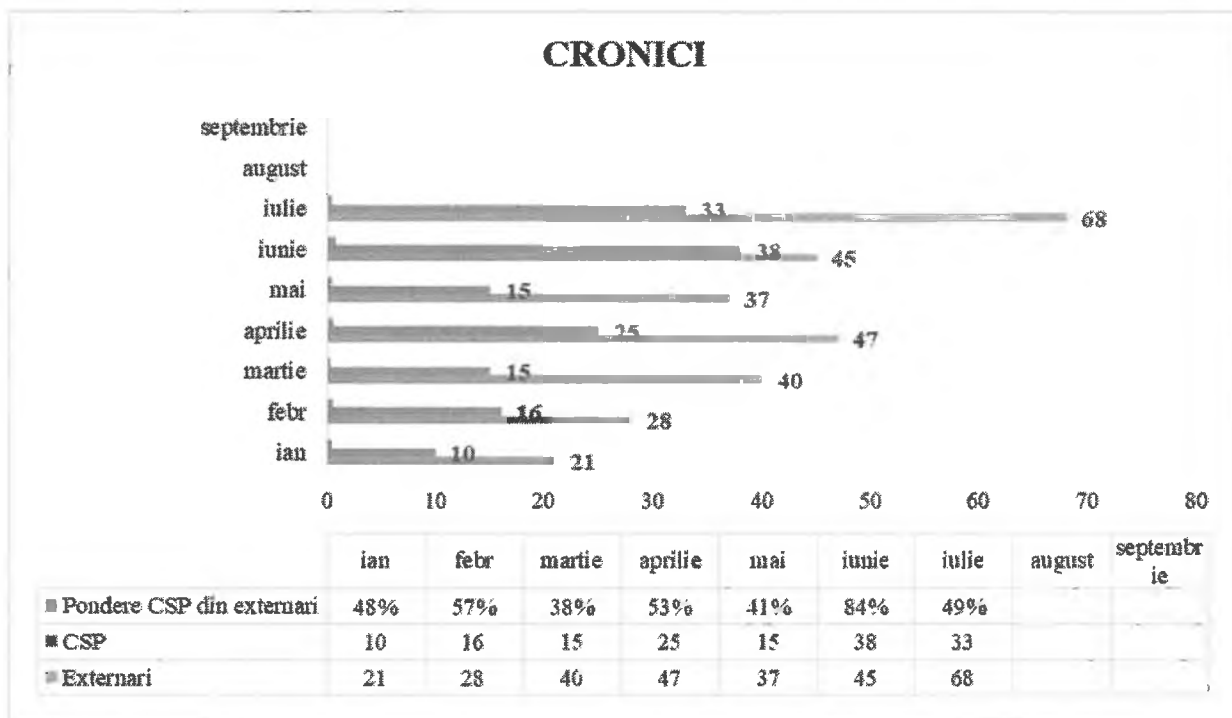 CRONICI
septembrie
august
iulie 33 68
iunie 38 45
mai 15 37
aprilie 25 47
martie 15 40
febr 16 28
ian 10 21
0 10 20 30 40 50 60 70 80
ian febr martie aprilie mai iunie iulie august septembr
ie
Pondere CSP din externari 48% 57% 38% 53% 41% 84% 49%
CSP 10 16 15 25 15 38 33
Externari 21 28 40 47 37 45 68